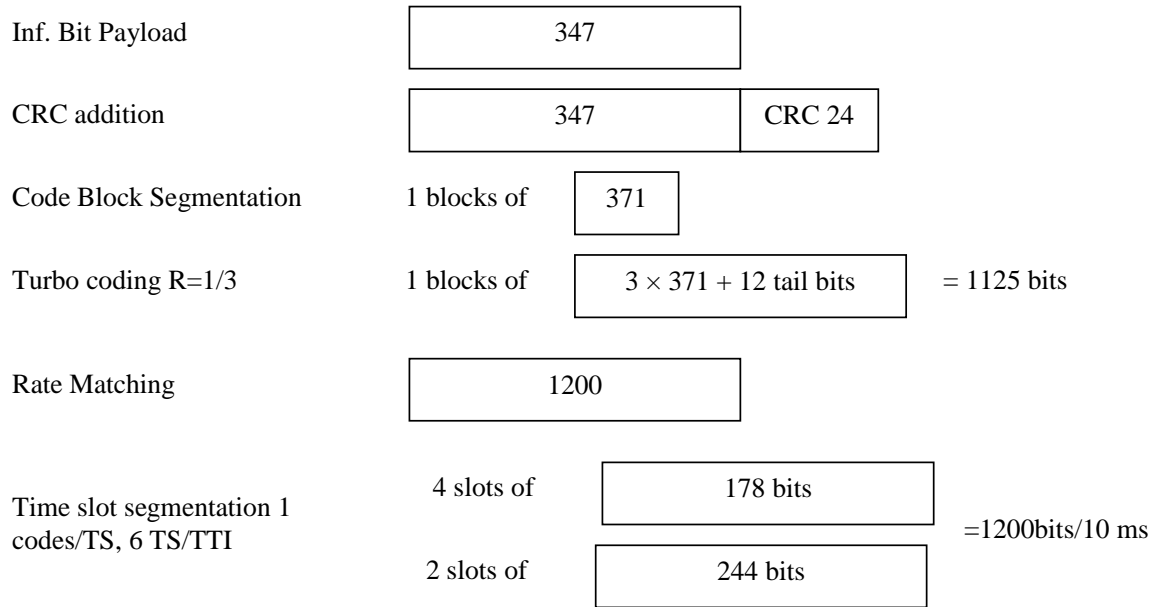 Inf. Bit Payload 347
CRC addition 347 CRC 24
Code Block Segmentation 1 blocks of 371
Turbo coding R=1/3 1 blocks of 3 × 371 + 12 tail bits = 1125 bits
Rate Matching 1200
4 slots of 178 bits
Time slot segmentation 1
codes/TS, 6 TS/TTI
=1200bits/10 ms
2 slots of 244 bits